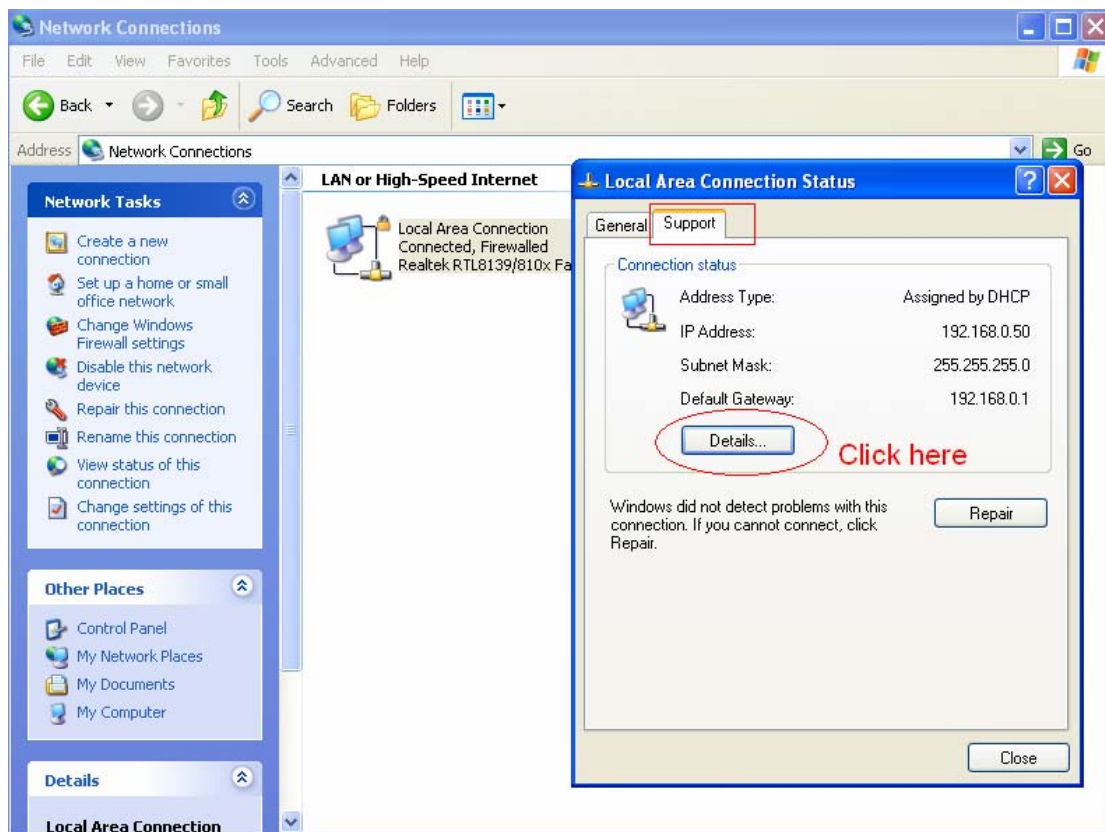 Network Connections
File Edit View Favorites Tools Advanced Help
Back Search Folders
Address Network Connections Go
Network Tasks
Create a new
connection
Set up a home or small
office network
Change Windows
Firewall settings
Disable this network
device
Repair this connection
Rename this connection
View status of this
connection
Change settings of this
connection
Other Places
Control Panel
My Network Places
My Documents
My Computer
Details
Local Area Connection
LAN or High-Speed Internet
Local Area Connection
Connected, Firewalled
Realtek RTL8139/810x Fa
Local Area Connection Status
General Support
Connection status
Address Type: Assigned by DHCP
IP Address: 192.168.0.50
Subnet Mask: 255.255.255.0
Default Gateway: 192.168.0.1
Details...
Click here
Windows did not detect problems with this
connection. If you cannot connect, click
Repair.
Repair
Close